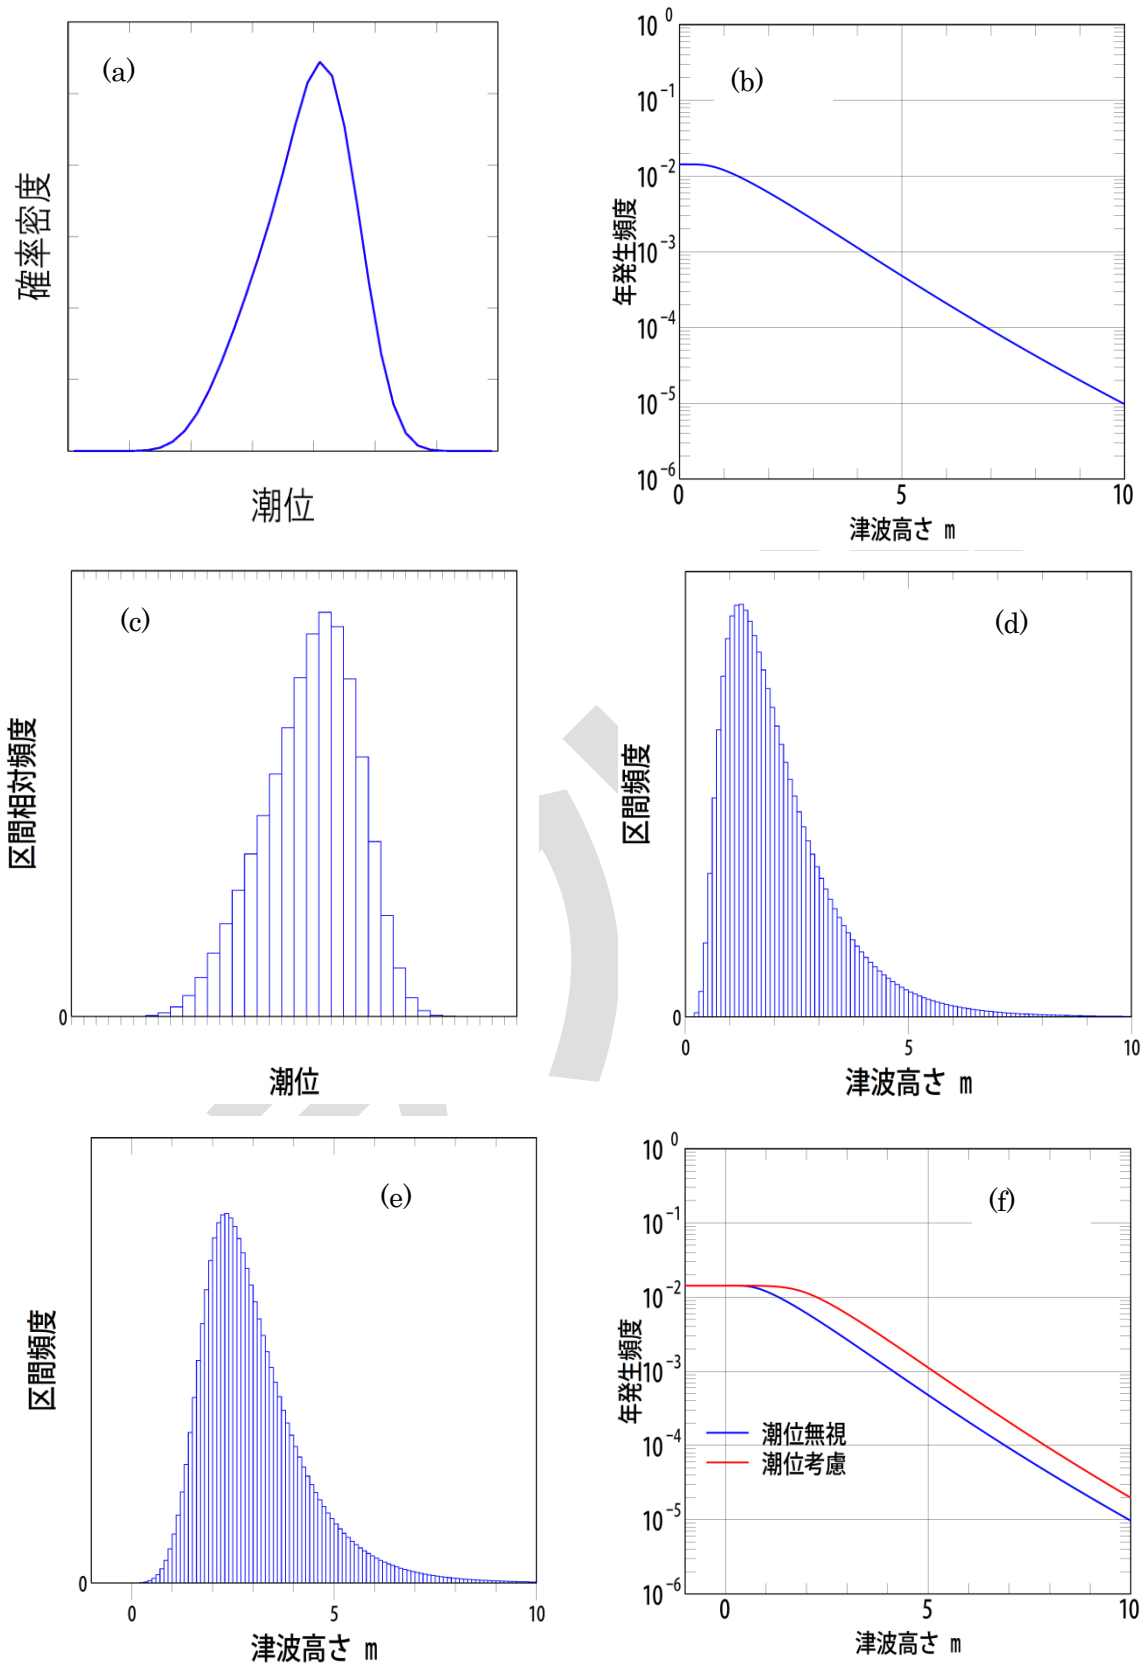 (a)
確率密度
潮位
(b)
10^0
10^-1
10^-2
10^-3
10^-4
10^-5
10^-6
年発生頻度
0 5 10
津波高さ m
(c)
区間相対頻度
0
潮位
(d)
区間頻度
0
0 5 10
津波高さ m
(e)
区間頻度
0
0 5 10
津波高さ m
(f)
10^0
10^-1
10^-2
10^-3
10^-4
10^-5
10^-6
年発生頻度
潮位無視
潮位考慮
0 5 10
津波高さ m